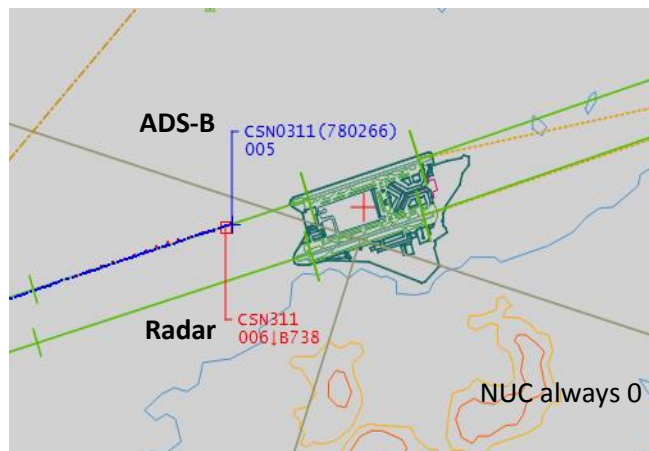 ADS-B
CSN0311(780266)
005
Radar
CSN311
006↓B738
NUC always 0